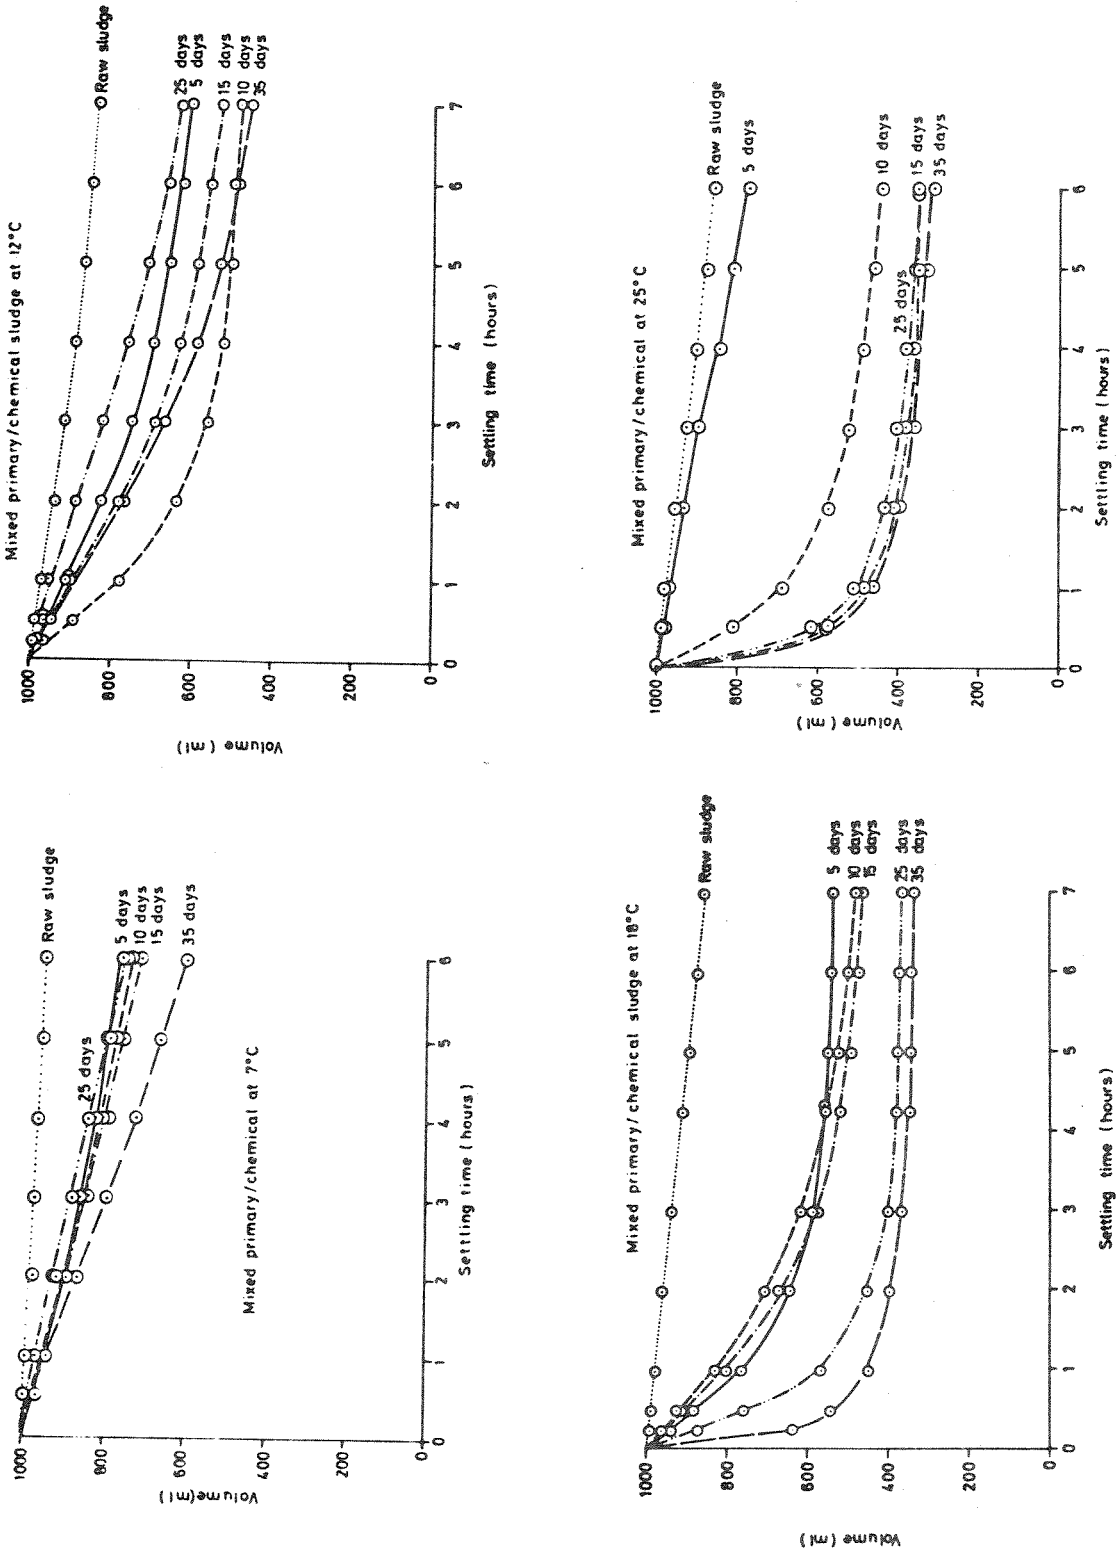 Mixed primary/chemical at 7°C
1000
800
600
400
200
0
Volume(ml)
0
1
2
3
4
5
6
Settling time (hours)
Raw sludge
25 days
5 days
10 days
15 days
35 days
Mixed primary/chemical sludge at 12°C
1000
800
600
400
200
0
Volume (ml)
0
1
2
3
4
5
6
7
Settling time (hours)
Raw sludge
25 days
5 days
15 days
10 days
35 days
Mixed primary/chemical sludge at 18°C
1000
800
600
400
200
0
Volume (ml)
0
1
2
3
4
5
6
7
Settling time (hours)
Raw sludge
5 days
10 days
15 days
25 days
35 days
Mixed primary/chemical at 25°C
1000
800
600
400
200
0
Volume (ml)
0
1
2
3
4
5
6
Settling time (hours)
Raw sludge
5 days
10 days
25 days
15 days
35 days